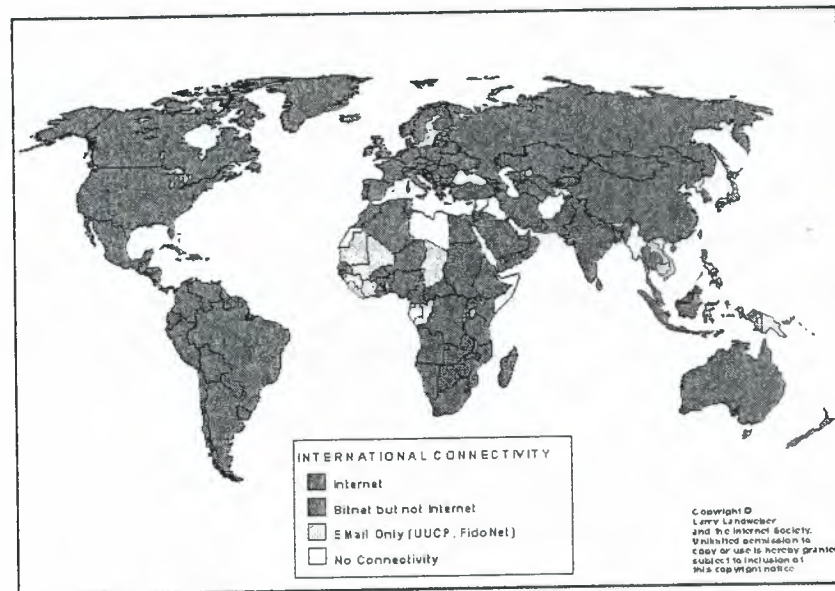 INTERNATIONAL CONNECTIVITY
Internet
Bitnet but not Internet
EMail Only (UUCP, FidoNet)
No Connectivity
Copyright ©
Larry Landweber
and the Internet Society.
Unlimited permission to
copy or use is hereby granted
subject to inclusion of
this copyright notice